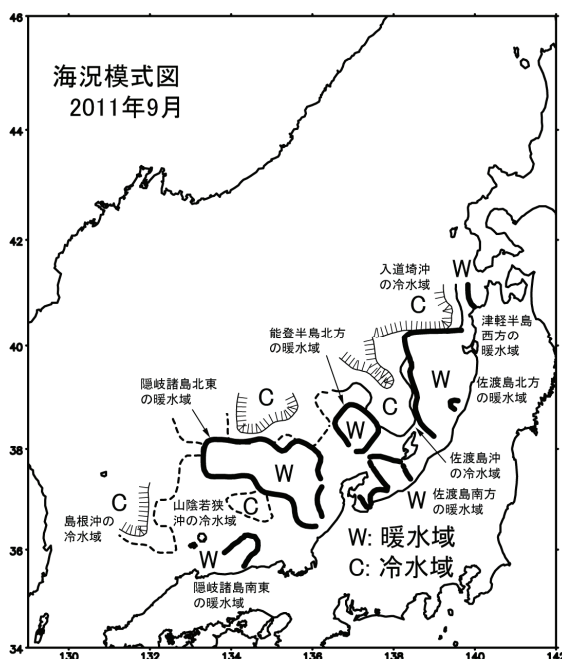 海況模式図
2011年9月
48
44
42
40
38
36
34
130
132
134
136
138
140
142
入道埼沖
の冷水域
W
C
津軽半島
西方の
暖水域
能登半島北方
の暖水域
W
佐渡島北方
の暖水域
隠岐諸島北東
の暖水域
C
C
W
佐渡島沖
の冷水域
W
C
山陰若狭
沖の冷水域
C
島根沖の
冷水域
W
佐渡島南方
の暖水域
W
隠岐諸島南東
の暖水域
W: 暖水域
C: 冷水域